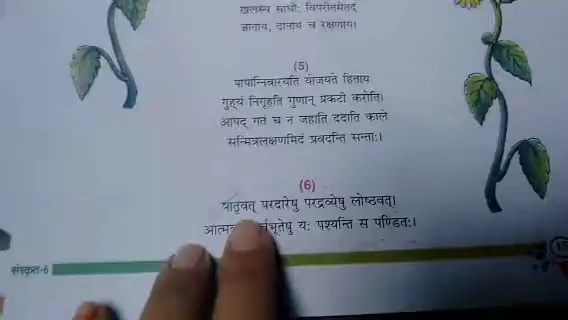 खलस्य साधोः विपरीतमेतद्
ज्ञानाय, दानाय च रक्षणाय।
(5)
पापान्निवारयति योजयते हिताय
गुह्यं निगूहति गुणान् प्रकटी करोति।
आपद् गतं च न जहाति ददाति काले
सन्मित्रलक्षणमिदं प्रवदन्ति सन्ताः।
(6)
मातृवत् परदारेषु परद्रव्येषु लोष्ठवत्।
यः पश्यन्ति स पण्डितः।
संस्कृत-6